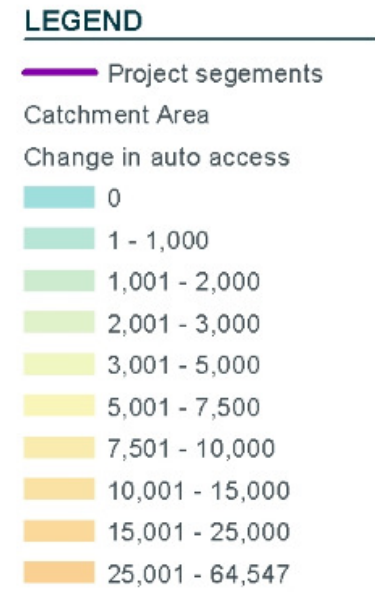 LEGEND
Project segements
Catchment Area
Change in auto access
0
1 - 1,000
1,001 - 2,000
2,001 - 3,000
3,001 - 5,000
5,001 - 7,500
7,501 - 10,000
10,001 - 15,000
15,001 - 25,000
25,001 - 64,547